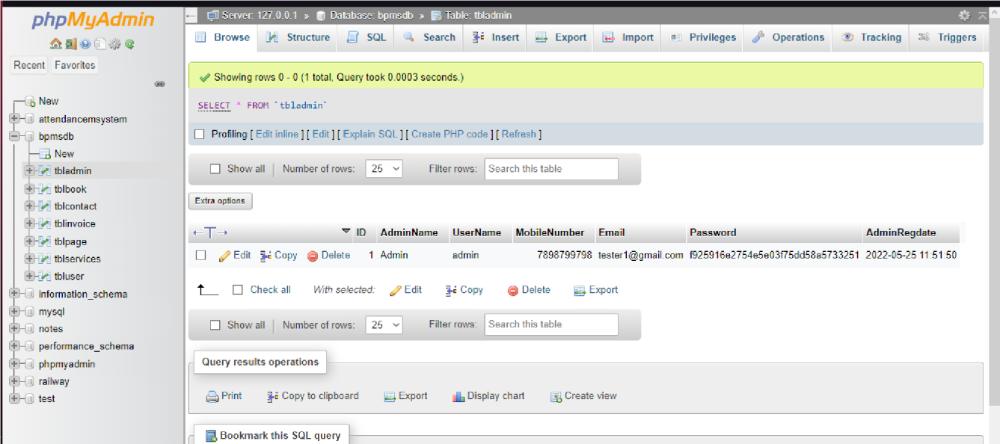 phpMyAdmin
Recent Favorites
New
attendancemsystem
bpmsdb
New
tbladmin
tblbook
tblcontact
tblinvoice
tblpage
tblservices
tbluser
information_schema
mysql
notes
performance_schema
phpmyadmin
railway
test
Server: 127.0.0.1 » Database: bpmsdb » Table: tbladmin
Browse Structure SQL Search Insert Export Import Privileges Operations Tracking Triggers
Showing rows 0 - 0 (1 total, Query took 0.0003 seconds.)
SELECT * FROM `tbladmin`
Profiling [ Edit inline ] [ Edit ] [ Explain SQL ] [ Create PHP code ] [ Refresh ]
Show all | Number of rows: 25 Filter rows: Search this table
Extra options
←T→ ID AdminName UserName MobileNumber Email Password AdminRegdate
Edit Copy Delete 1 Admin admin 7898799798 tester1@gmail.com f925916e2754e5e03f75dd58a5733251 2022-05-25 11:51:50
Check all With selected: Edit Copy Delete Export
Show all | Number of rows: 25 Filter rows: Search this table
Query results operations
Print Copy to clipboard Export Display chart Create view
Bookmark this SQL query